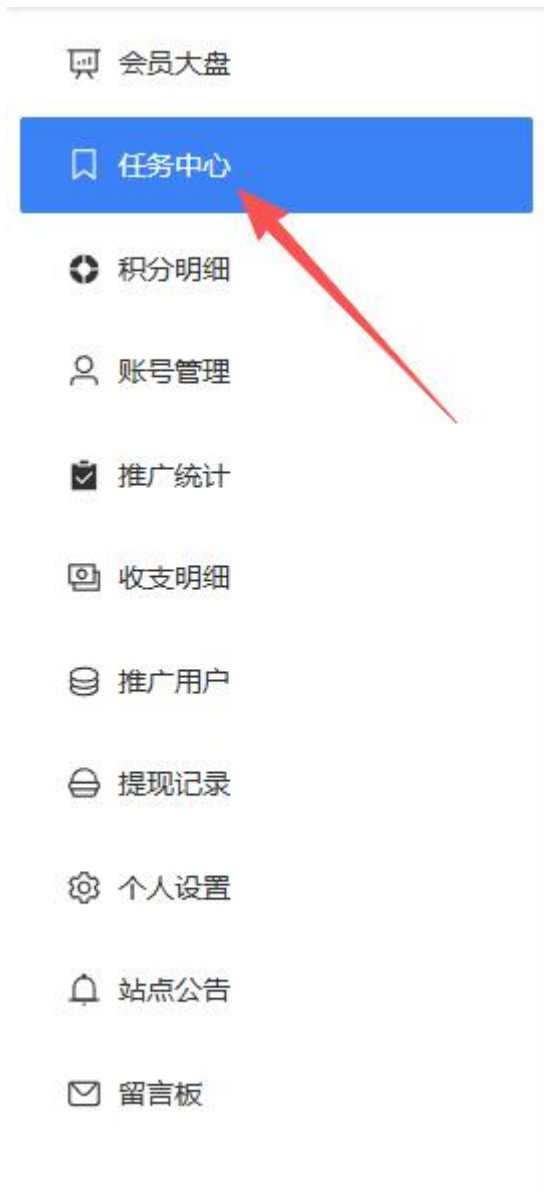 会员大盘
任务中心
积分明细
账号管理
推广统计
收支明细
推广用户
提现记录
个人设置
站点公告
留言板